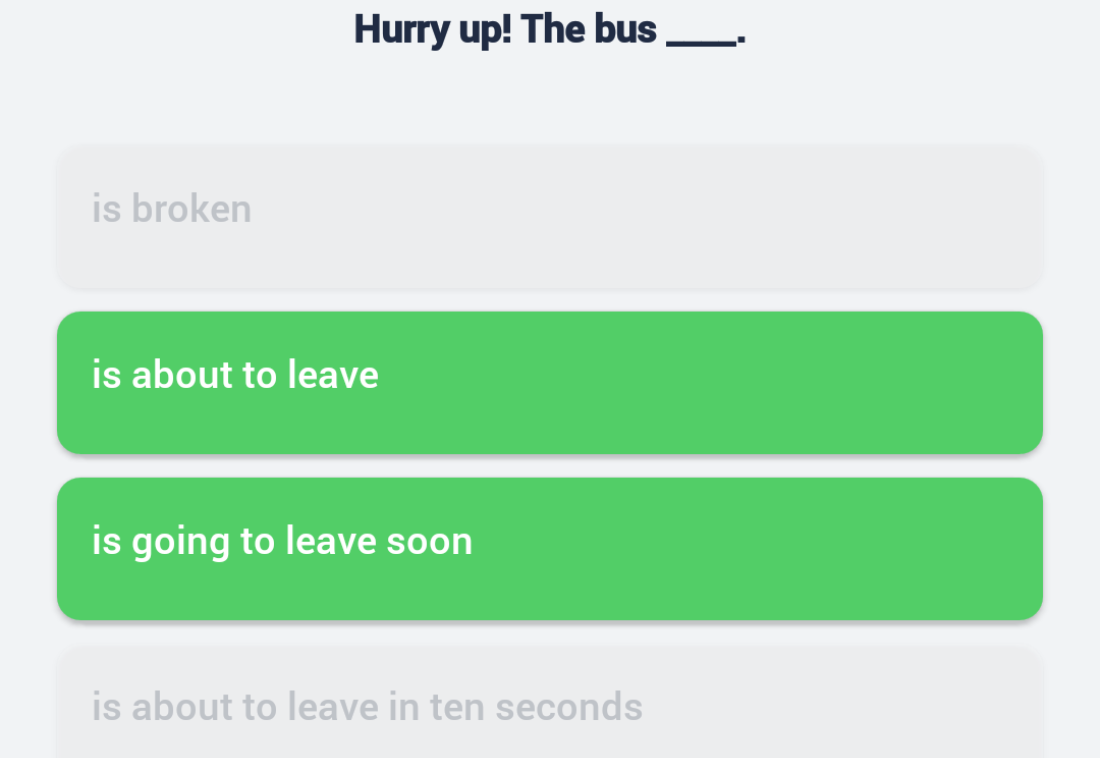 Hurry up! The bus ____.
is broken
is about to leave
is going to leave soon
is about to leave in ten seconds